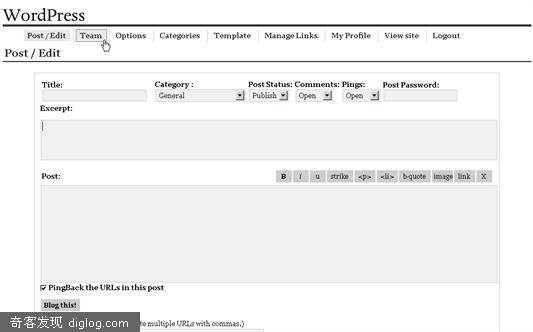 WordPress
Post / Edit Team Options Categories Template Manage Links My Profile View site Logout
Post / Edit
Title: Category : Post Status: Comments: Pings: Post Password:
General Publish Open Open
Excerpt:
Post: B i u strike <p> <li> b-quote image link X
PingBack the URLs in this post
Blog this!
奇客发现 diglog.com te multiple URLs with commas.)